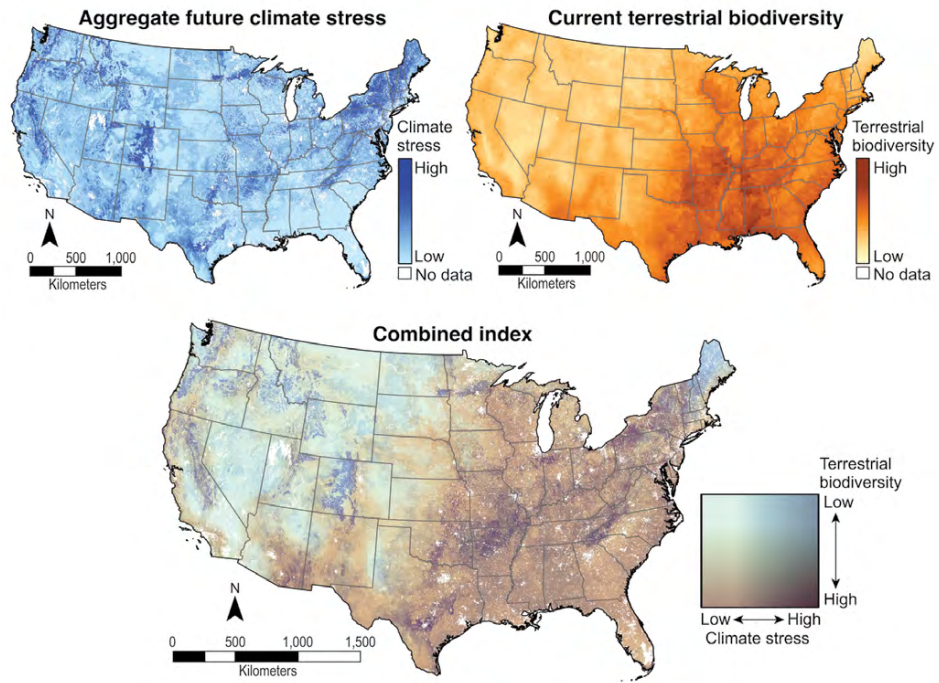 Aggregate future climate stress
Climate
stress
High
Low
No data
N
0 500 1,000
Kilometers
Current terrestrial biodiversity
Terrestrial
biodiversity
High
Low
No data
N
0 500 1,000
Kilometers
Combined index
N
0 500 1,000 1,500
Kilometers
Terrestrial
biodiversity
Low
High
Low High
Climate stress